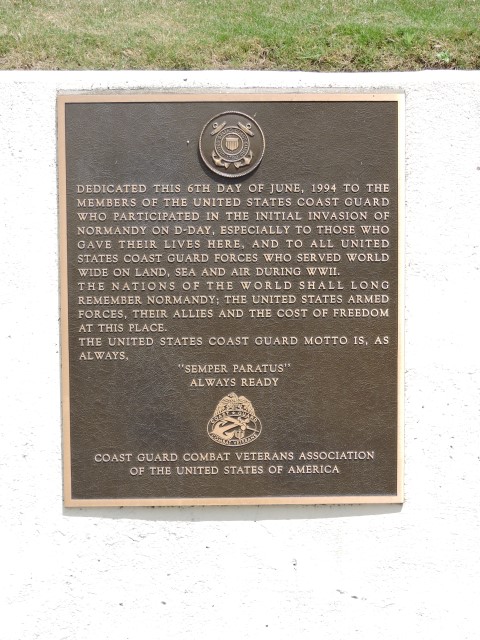 DEDICATED THIS 6TH DAY OF JUNE, 1994 TO THE
MEMBERS OF THE UNITED STATES COAST GUARD
WHO PARTICIPATED IN THE INITIAL INVASION OF
NORMANDY ON D-DAY, ESPECIALLY TO THOSE WHO
GAVE THEIR LIVES HERE, AND TO ALL UNITED
STATES COAST GUARD FORCES WHO SERVED WORLD
WIDE ON LAND, SEA AND AIR DURING WWII.
THE NATIONS OF THE WORLD SHALL LONG
REMEMBER NORMANDY; THE UNITED STATES ARMED
FORCES, THEIR ALLIES AND THE COST OF FREEDOM
AT THIS PLACE.
THE UNITED STATES COAST GUARD MOTTO IS, AS
ALWAYS,
"SEMPER PARATUS"
ALWAYS READY
COAST GUARD
COMBAT VETERANS
COAST GUARD COMBAT VETERANS ASSOCIATION
OF THE UNITED STATES OF AMERICA